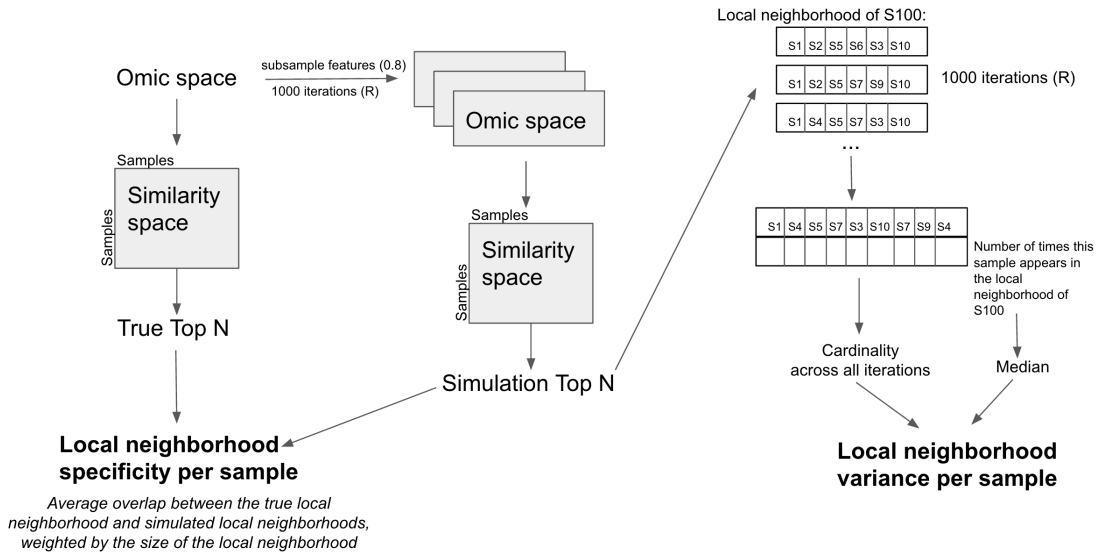 Omic space
Samples
Samples
Similarity
space
True Top N
subsample features (0.8)
1000 iterations (R)
Omic space
Samples
Samples
Similarity
space
Simulation Top N
Local neighborhood
specificity per sample
Average overlap between the true local
neighborhood and simulated local neighborhoods,
weighted by the size of the local neighborhood
Local neighborhood of S100:
S1 S2 S5 S6 S3 S10
S1 S2 S5 S7 S9 S10
1000 iterations (R)
S1 S4 S5 S7 S3 S10
...
S1 S4 S5 S7 S3 S10 S7 S9 S4
Number of times this
sample appears in
the local
neighborhood of
S100
Cardinality
across all iterations
Median
Local neighborhood
variance per sample